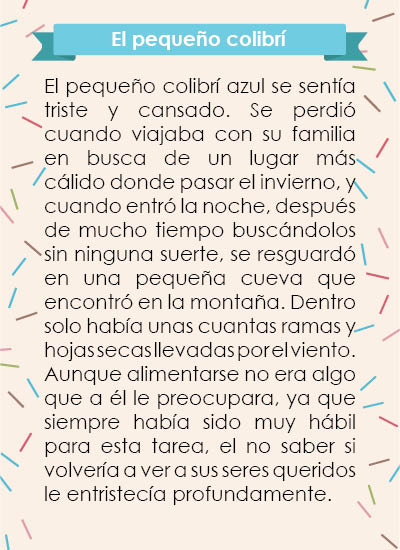 El pequeño colibrí
El pequeño colibrí azul se sentía
triste y cansado. Se perdió
cuando viajaba con su familia
en busca de un lugar más
cálido donde pasar el invierno, y
cuando entró la noche, después
de mucho tiempo buscándolos
sin ninguna suerte, se resguardó
en una pequeña cueva que
encontró en la montaña. Dentro
solo había unas cuantas ramas y
hojas secas llevadas por el viento.
Aunque alimentarse no era algo
que a él le preocupara, ya que
siempre había sido muy hábil
para esta tarea, el no saber si
volvería a ver a sus seres queridos
le entristecía profundamente.